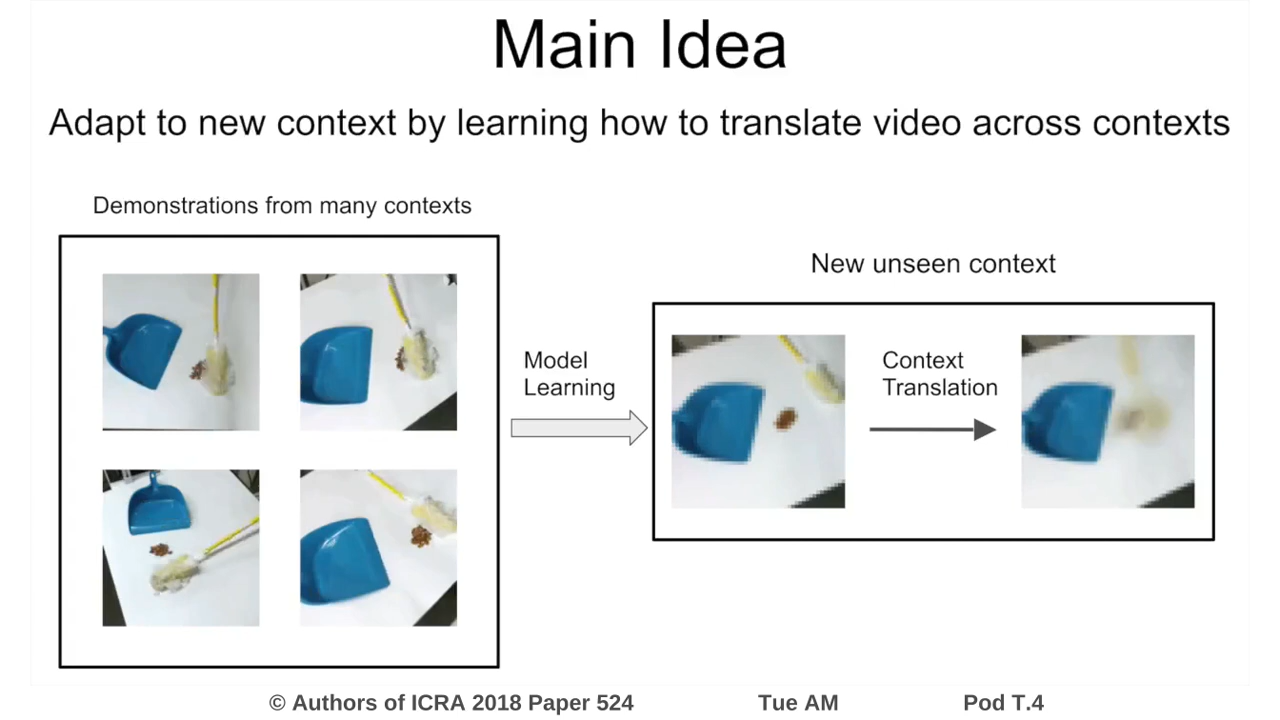 Main Idea
Adapt to new context by learning how to translate video across contexts
Demonstrations from many contexts
New unseen context
Model
Learning
Context
Translation
© Authors of ICRA 2018 Paper 524 Tue AM Pod T.4